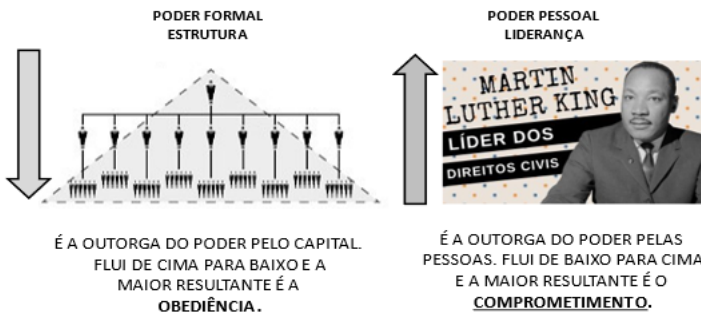 PODER FORMAL
ESTRUTURA
É A OUTORGA DO PODER PELO CAPITAL.
FLUI DE CIMA PARA BAIXO E A
MAIOR RESULTANTE É A
OBEDIÊNCIA.
PODER PESSOAL
LIDERANÇA
MARTIN
LUTHER KING
LÍDER DOS
DIREITOS CIVIS
É A OUTORGA DO PODER PELAS
PESSOAS. FLUI DE BAIXO PARA CIMA
E A MAIOR RESULTANTE É O
COMPROMETIMENTO.